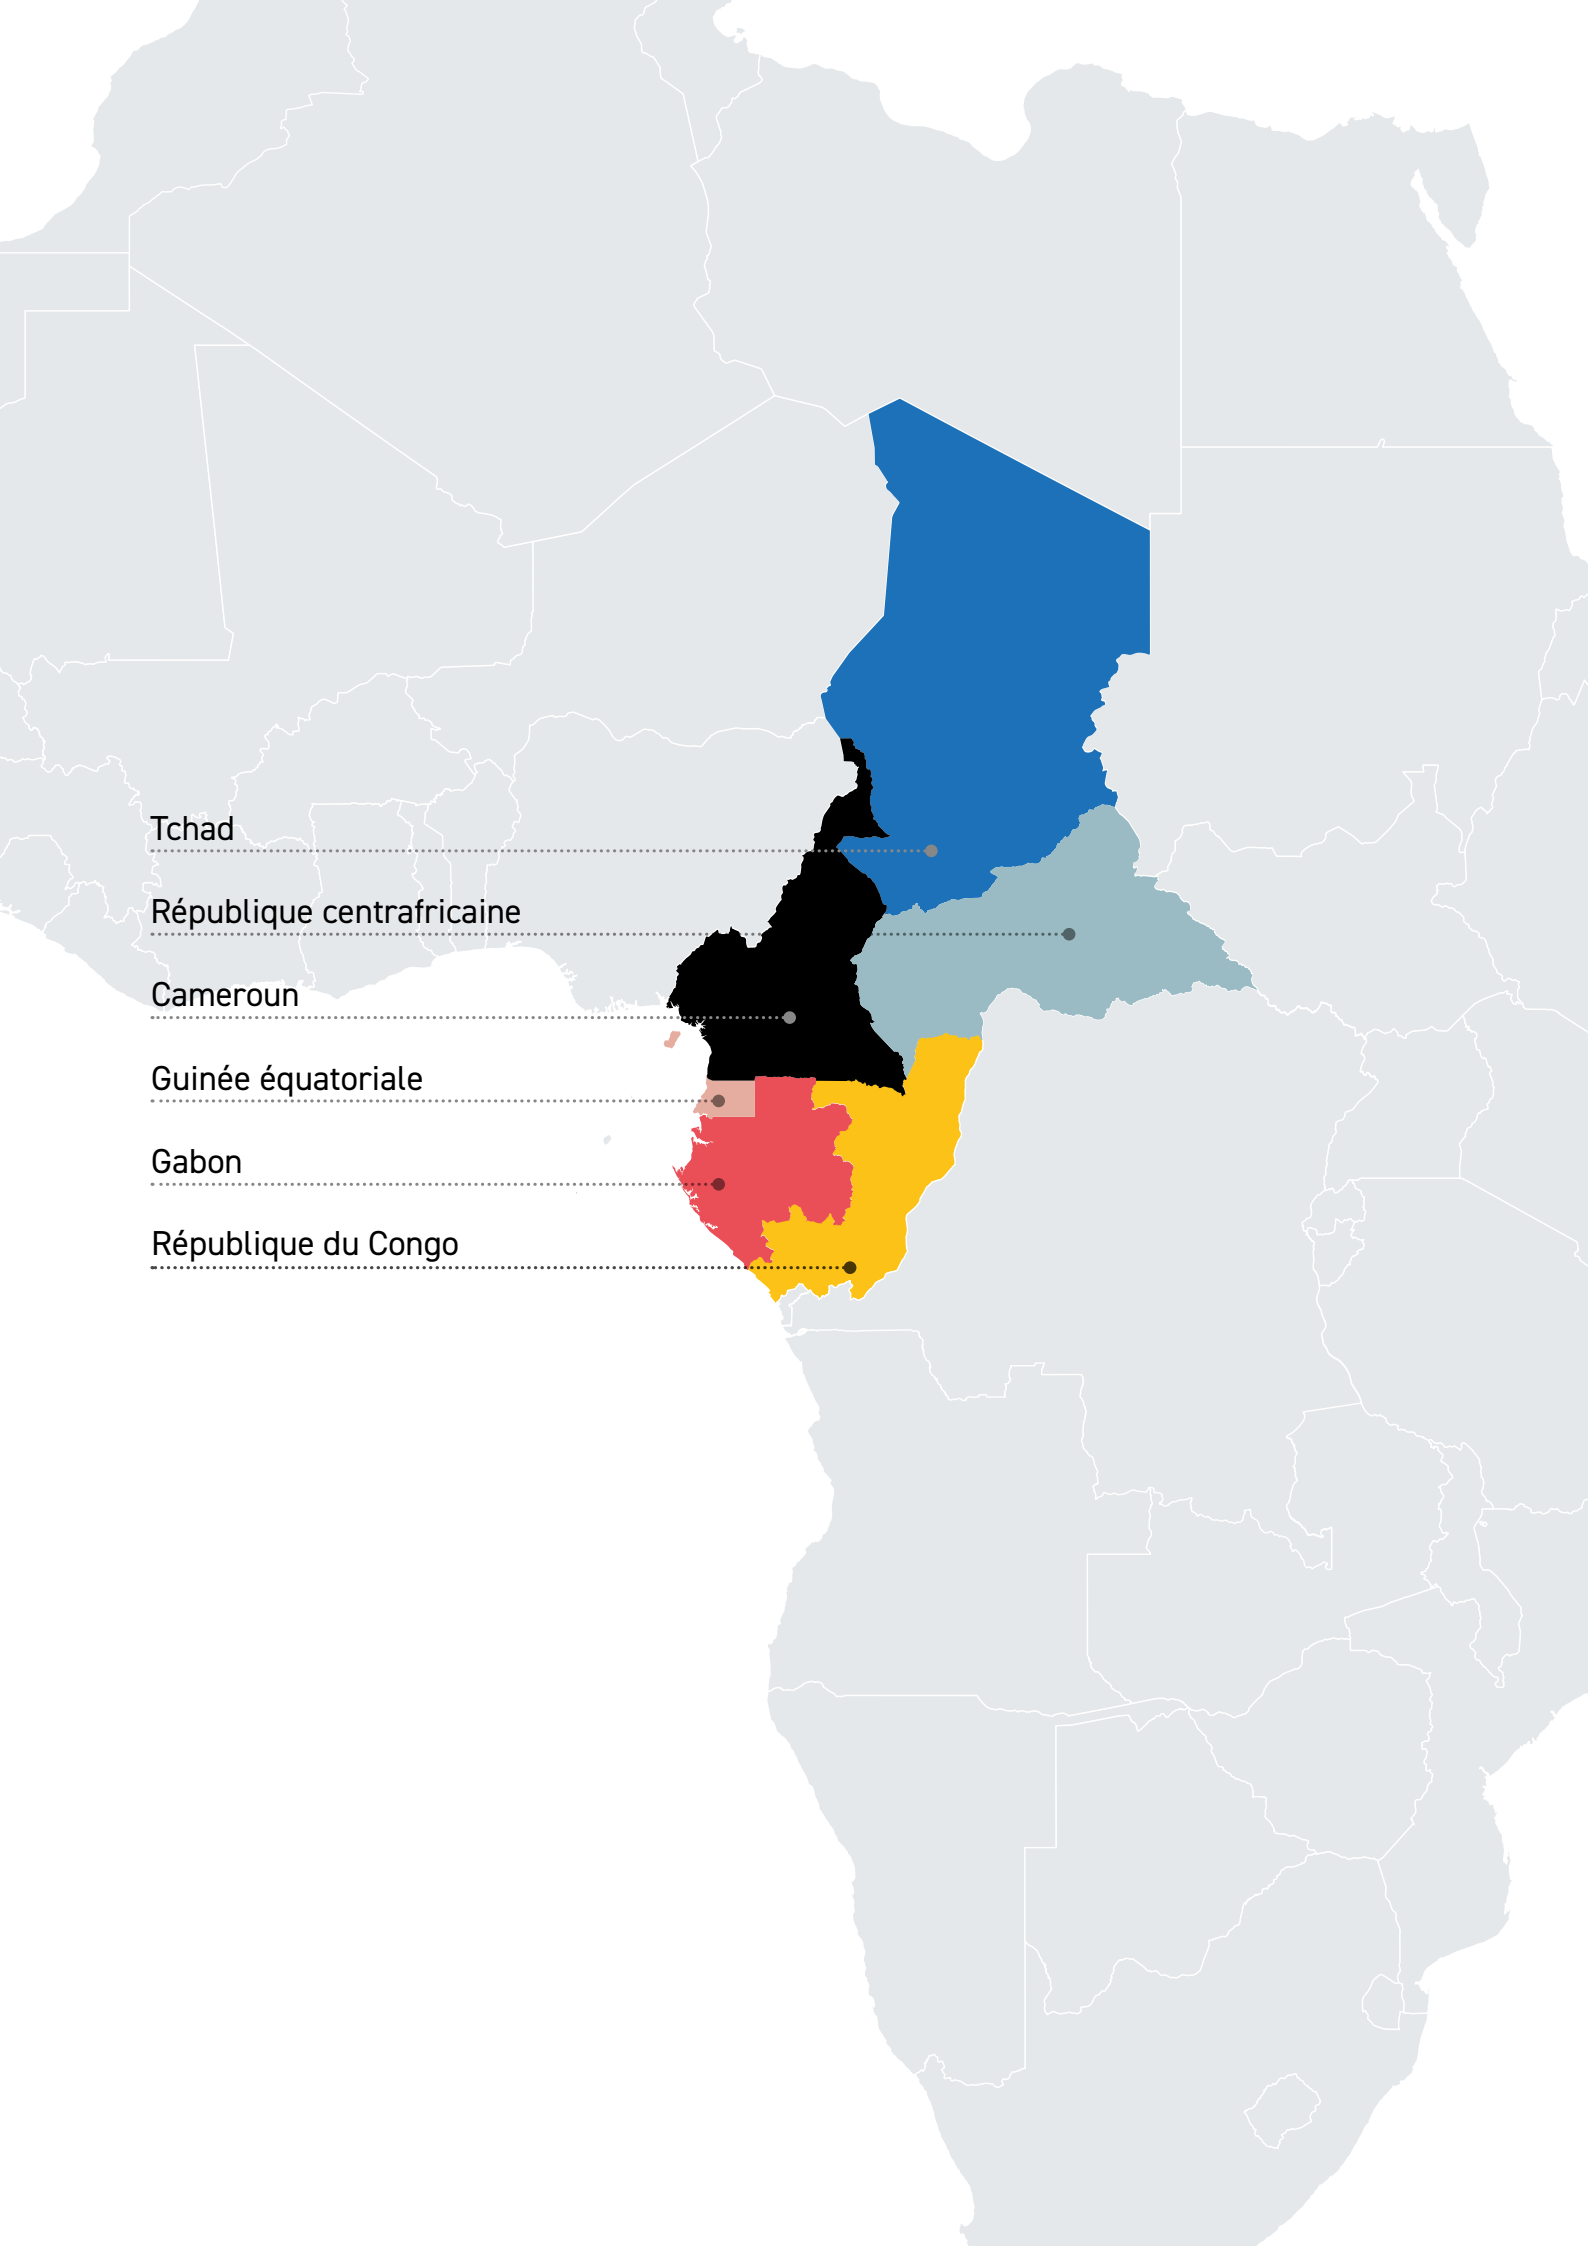 Tchad
République centrafricaine
Cameroun
Guinée équatoriale
Gabon
République du Congo